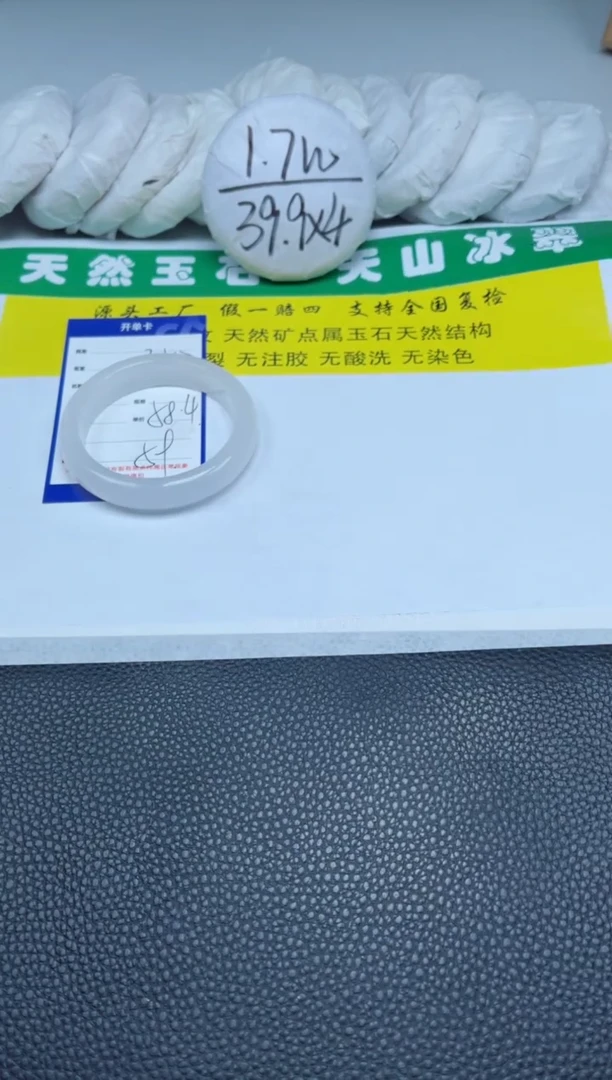 1.7w
39.9x4
天然玉石 天山冰翠
源头工厂 假一赔四 支持全国复检
天然矿点属玉石天然结构
裂 无注胶 无酸洗 无染色
开单卡
58.4